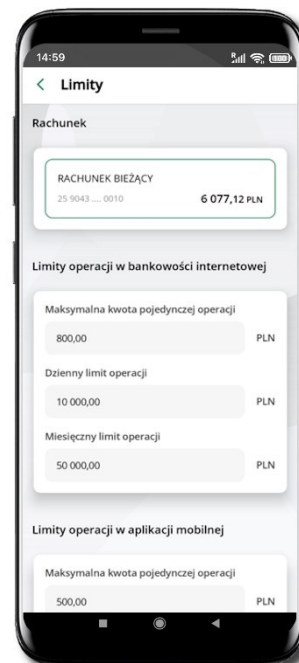 14:59
R
100
Limity
Rachunek
RACHUNEK BIEŻĄCY
25 9043 .... 0010 6 077,12 PLN
Limity operacji w bankowości internetowej
Maksymalna kwota pojedynczej operacji
800,00 PLN
Dzienny limit operacji
10 000,00 PLN
Miesięczny limit operacji
50 000,00 PLN
Limity operacji w aplikacji mobilnej
Maksymalna kwota pojedynczej operacji
500,00 PLN